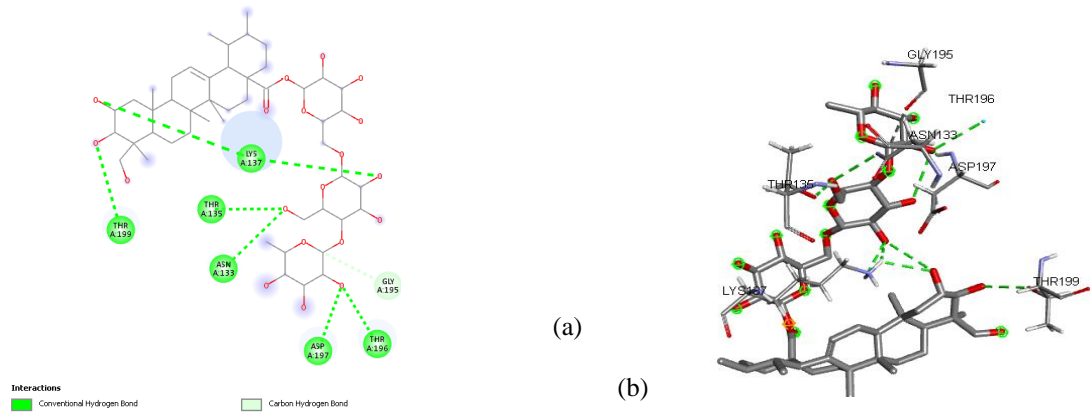 LYS
A:137
THR
A:135
THR
A:199
ASN
A:133
GLY
A:195
ASP
A:197
THR
A:196
Interactions
Conventional Hydrogen Bond
Carbon Hydrogen Bond
(a)
GLY195
THR196
ASN133
ASP197
THR135
THR199
(b)